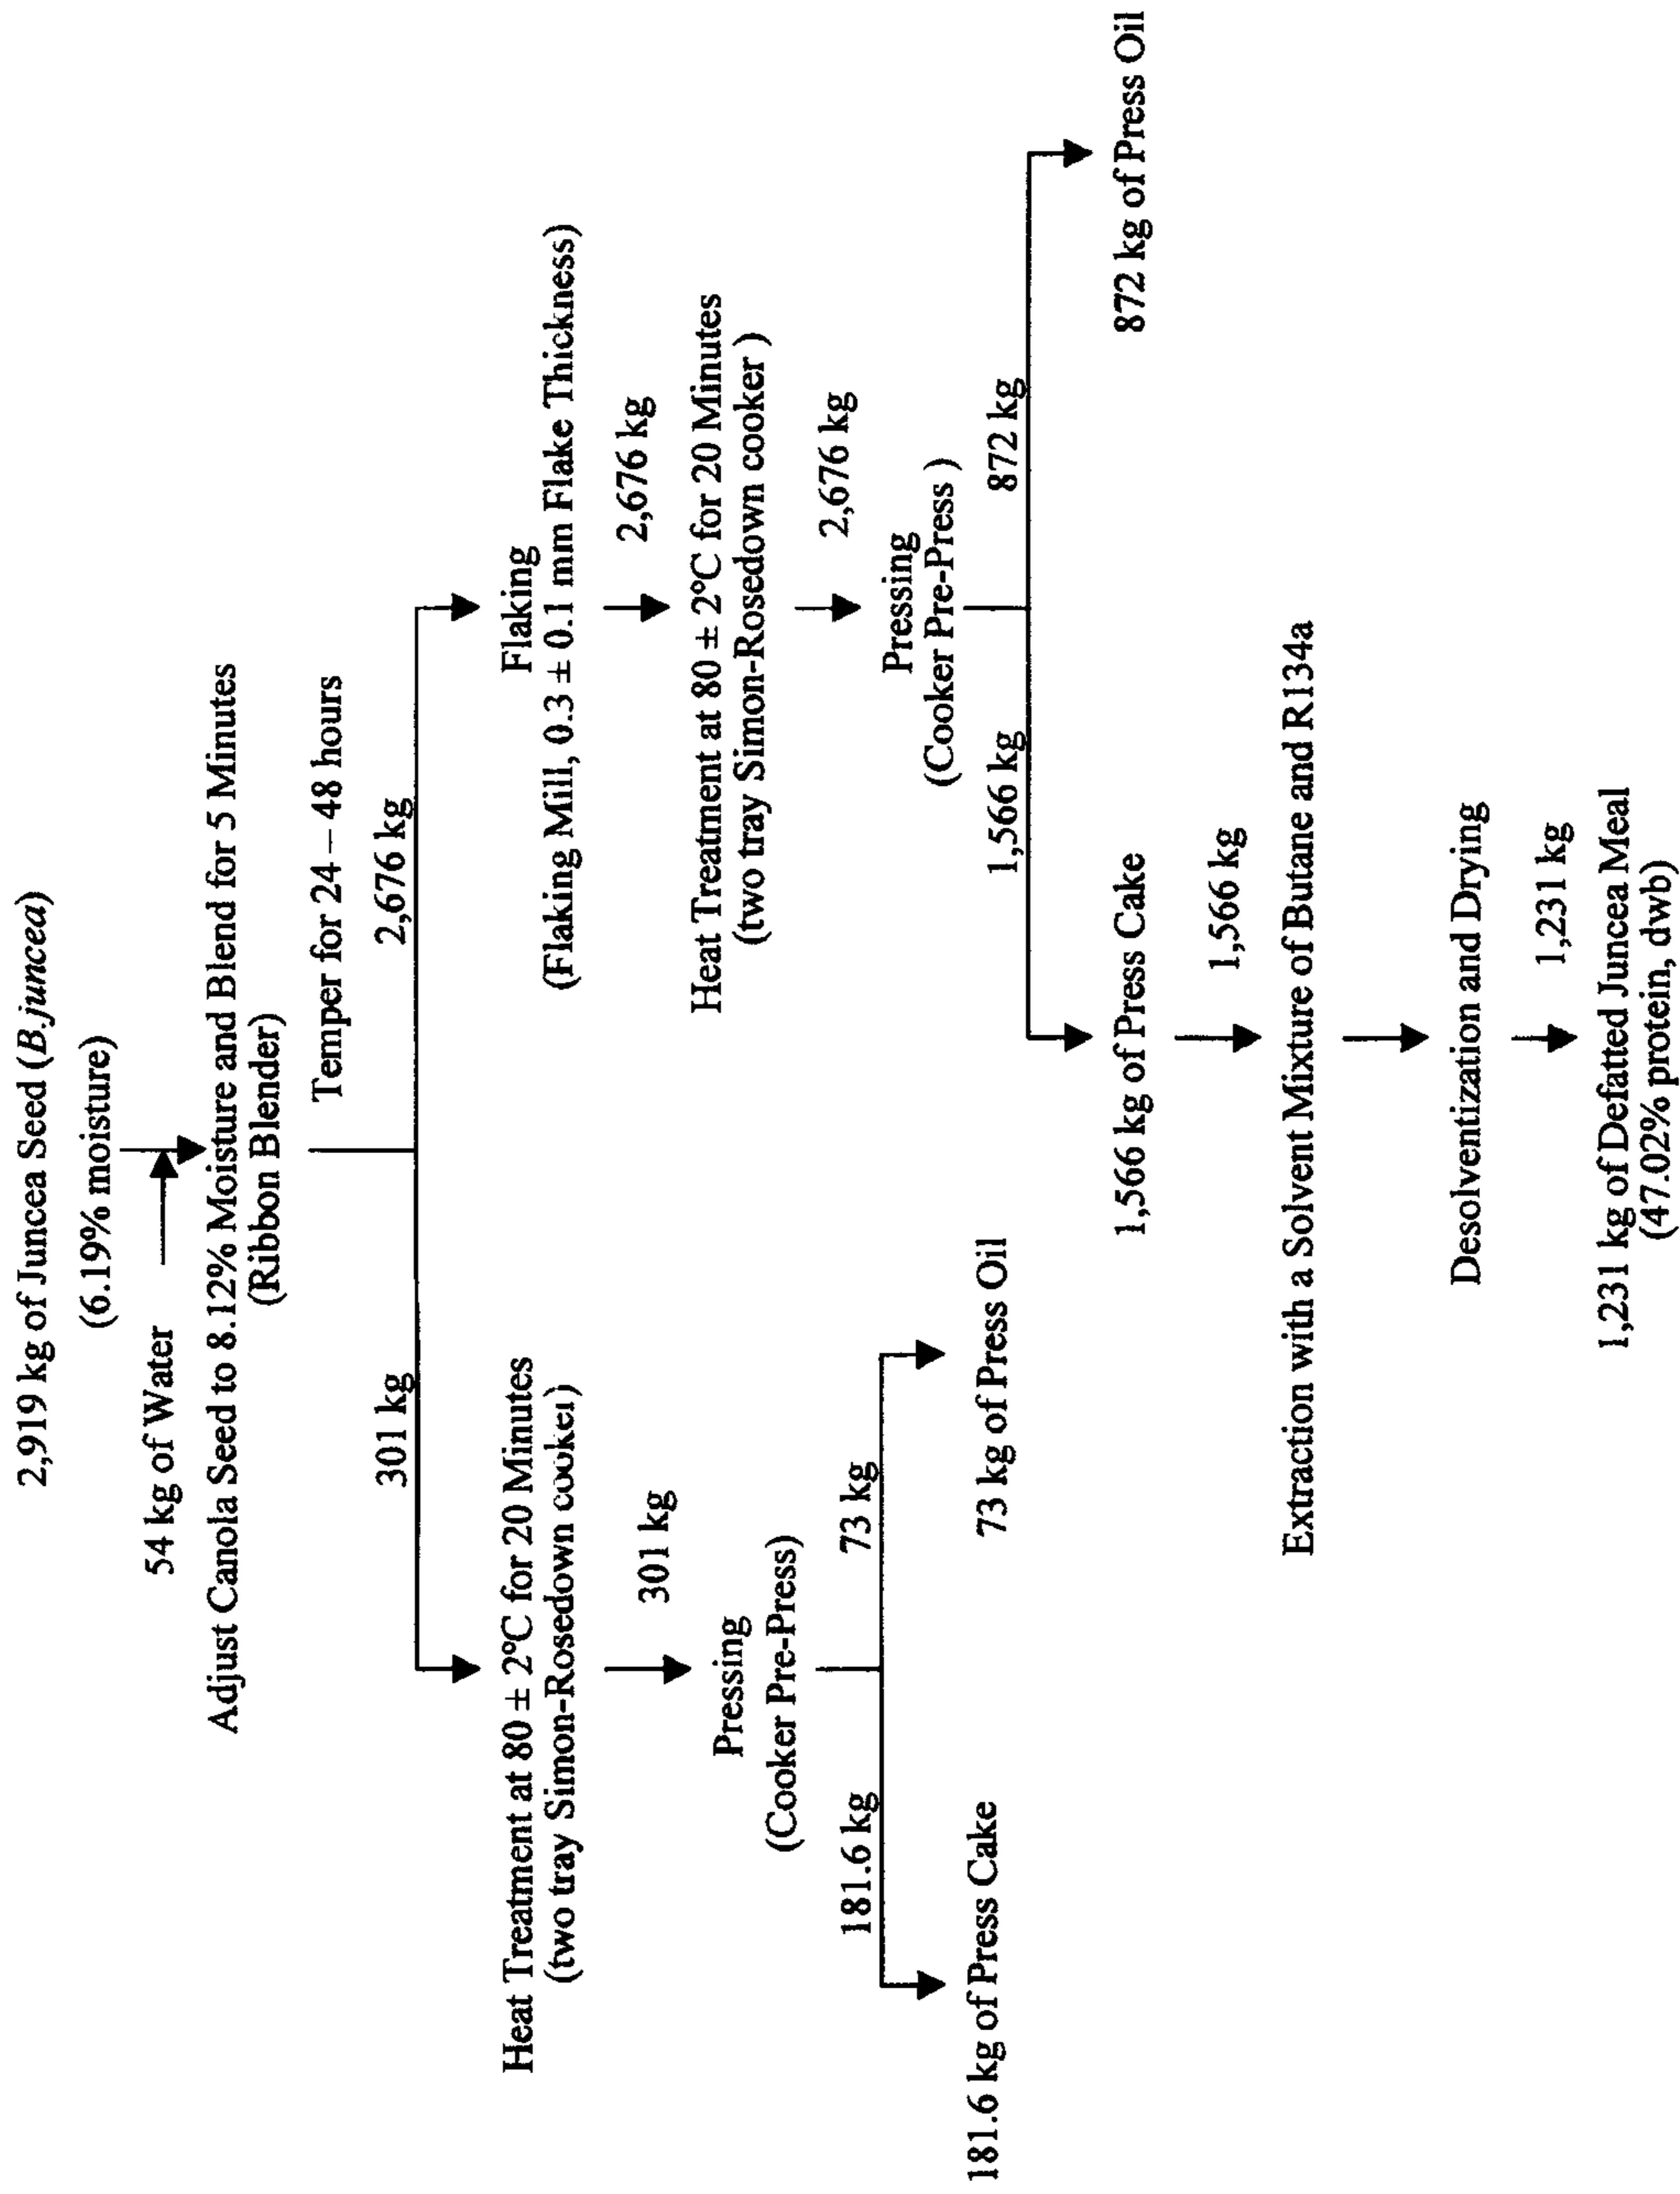 2,919 kg of Juncea Seed (B.juncea)
(6.19% moisture)
54 kg of Water
Adjust Canola Seed to 8.12% Moisture and Blend for 5 Minutes
(Ribbon Blender)
Temper for 24 – 48 hours
301 kg
2,676 kg
Heat Treatment at 80 ± 2°C for 20 Minutes
(two tray Simon-Rosedown cooker)
301 kg
Pressing
(Cooker Pre-Press)
181.6 kg
73 kg
181.6 kg of Press Cake
73 kg of Press Oil
Flaking
(Flaking Mill, 0.3 ± 0.1 mm Flake Thickness)
2,676 kg
Heat Treatment at 80 ± 2°C for 20 Minutes
(two tray Simon-Rosedown cooker )
2,676 kg
Pressing
(Cooker Pre-Press )
1,566 kg
872 kg
1,566 kg of Press Cake
872 kg of Press Oil
1,566 kg
Extraction with a Solvent Mixture of Butane and R134a
Desolventization and Drying
1,231 kg
1,231 kg of Defatted Juncea Meal
(47.02% protein, dwb)